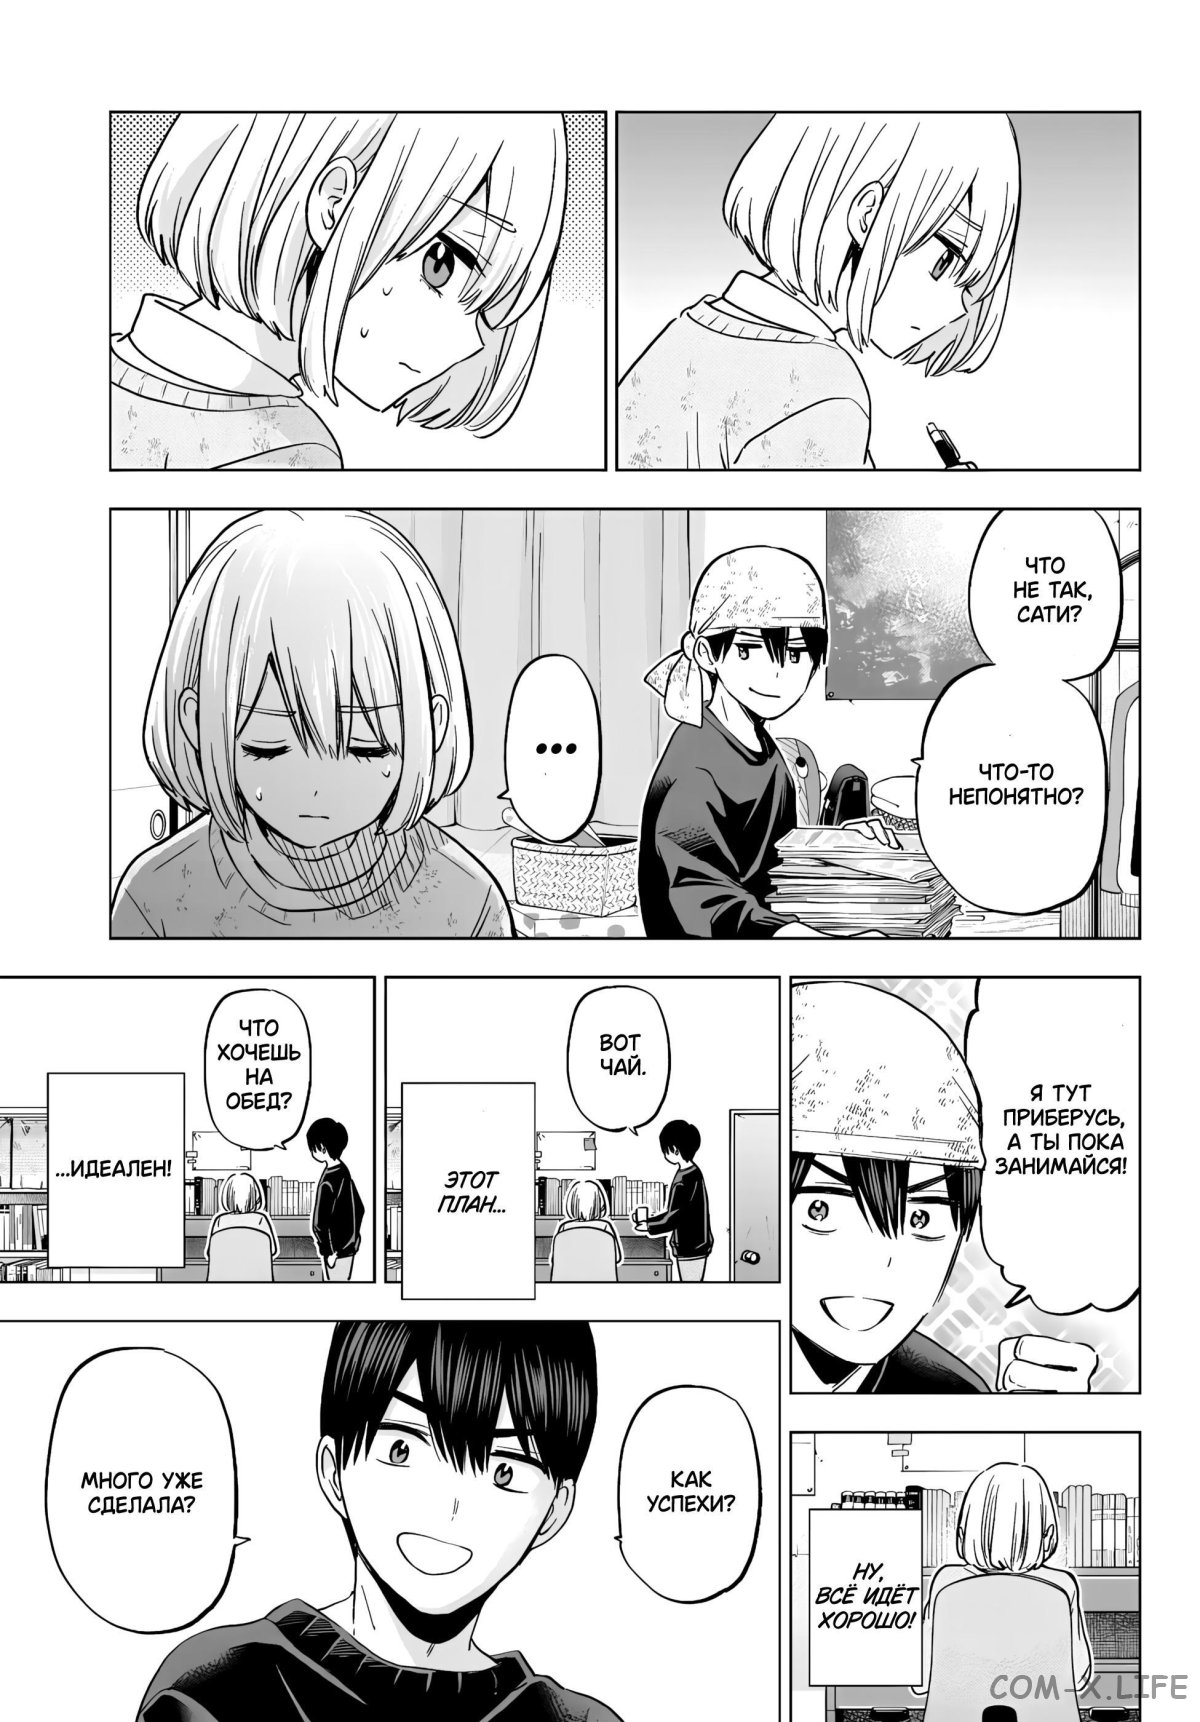 ЧТО
НЕ ТАК,
САТИ?
ЧТО-ТО
НЕПОНЯТНО?
...
Я ТУТ
ПРИБЕРУСЬ,
А ТЫ ПОКА
ЗАНИМАЙСЯ!
ВОТ
ЧАЙ.
ЭТОТ
ПЛАН...
ЧТО
ХОЧЕШЬ
НА
ОБЕД?
...ИДЕАЛЕН!
НУ,
ВСЁ ИДЁТ
ХОРОШО!
КАК
УСПЕХИ?
МНОГО УЖЕ
СДЕЛАЛА?
COM-X.LIFE